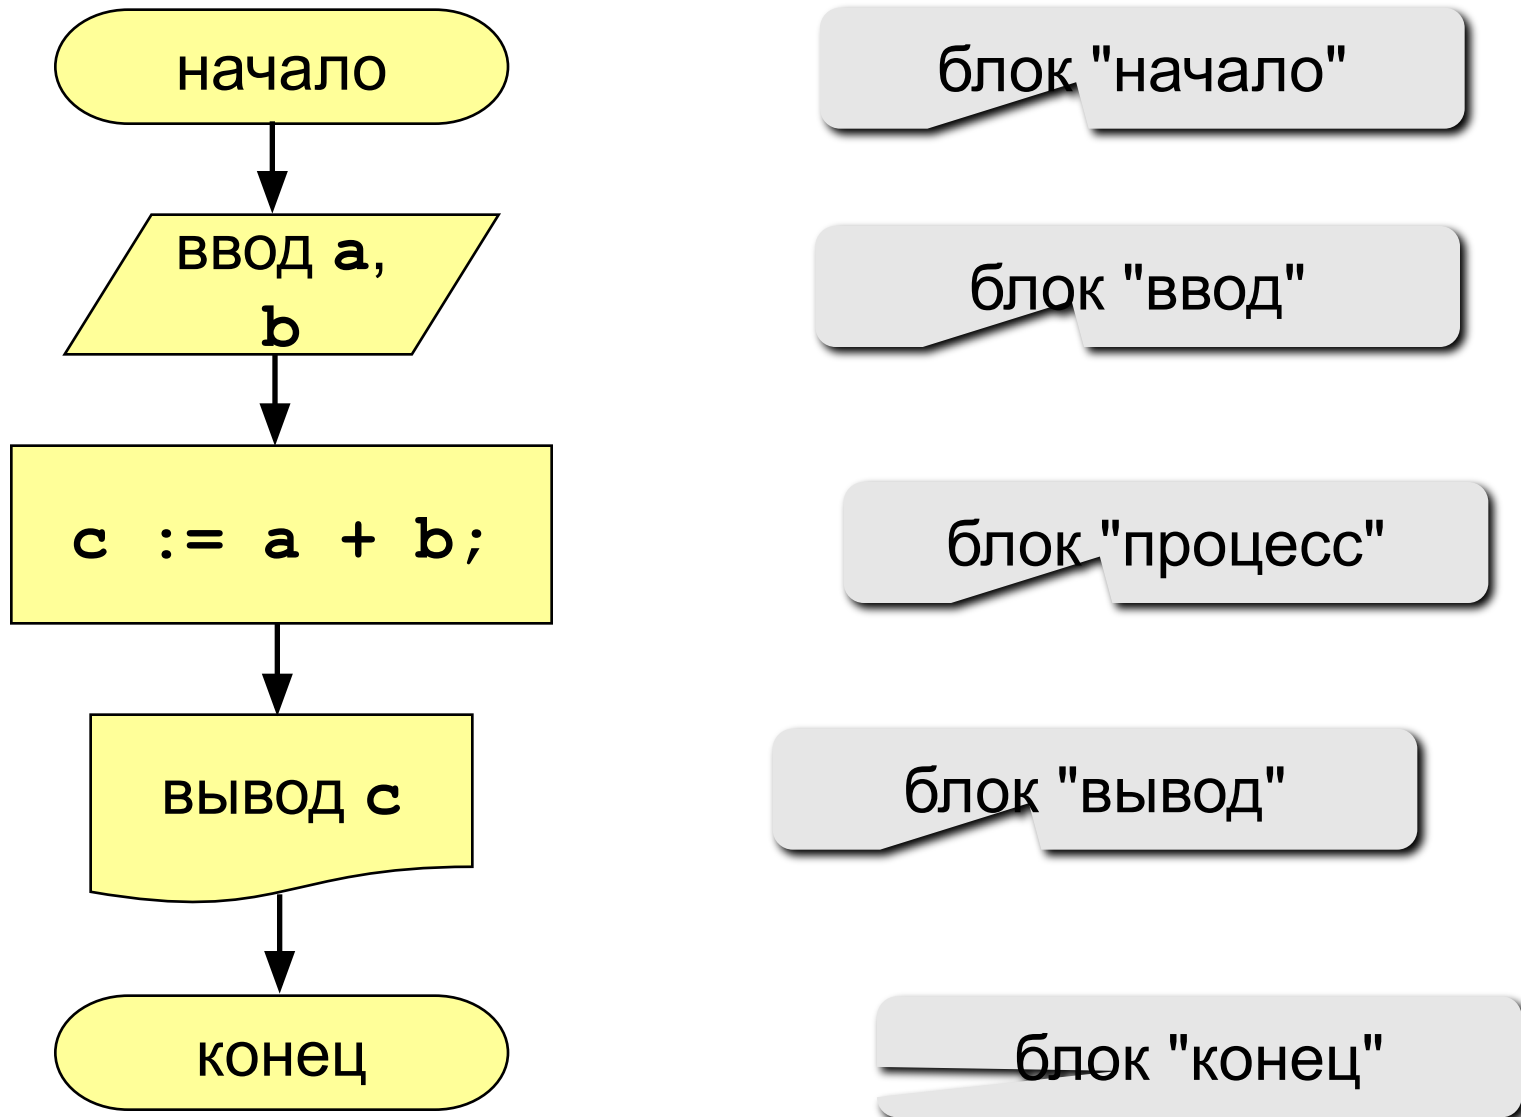 начало
блок "начало"
ввод a,
b
блок "ввод"
c := a + b;
блок "процесс"
вывод c
блок "вывод"
конец
блок "конец"